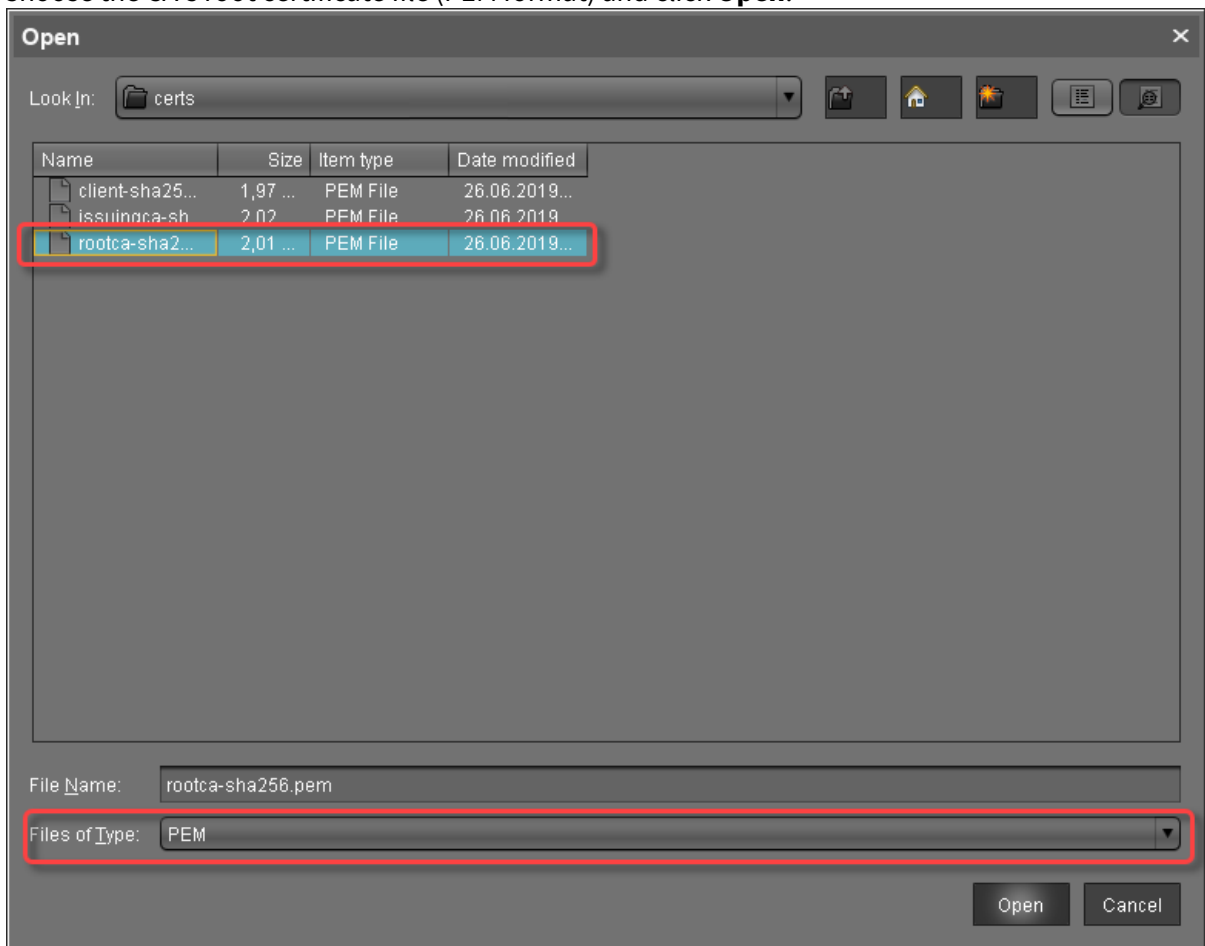 Open
Look In: certs
Name Size Item type Date modified
client-sha25... 1,97 ... PEM File 26.06.2019...
issuingca-sh 2,02 PEM File 26.06.2019
rootca-sha2... 2,01 ... PEM File 26.06.2019...
File Name: rootca-sha256.pem
Files of Type: PEM
Open Cancel